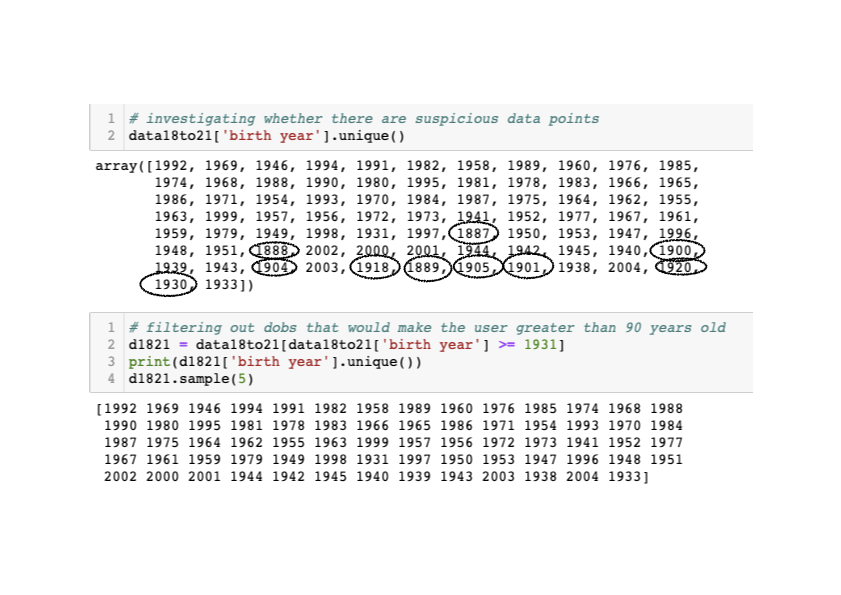 1 # investigating whether there are suspicious data points
2 data18to21['birth year'].unique()
array([1992, 1969, 1946, 1994, 1991, 1982, 1958, 1989, 1960, 1976, 1985,
1974, 1968, 1988, 1990, 1980, 1995, 1981, 1978, 1983, 1966, 1965,
1986, 1971, 1954, 1993, 1970, 1984, 1987, 1975, 1964, 1962, 1955,
1963, 1999, 1957, 1956, 1972, 1973, 1941, 1952, 1977, 1967, 1961,
1959, 1979, 1949, 1998, 1931, 1997, 1887, 1950, 1953, 1947, 1996,
1948, 1951, 1888, 2002, 2000, 2001, 1944, 1942, 1945, 1940, 1900,
1939, 1943, 1904, 2003, 1918, 1889, 1905, 1901, 1938, 2004, 1920,
1930, 1933])
1 # filtering out dobs that would make the user greater than 90 years old
2 d1821 = data18to21[data18to21['birth year'] >= 1931]
3 print(d1821['birth year'].unique())
4 d1821.sample(5)
[1992 1969 1946 1994 1991 1982 1958 1989 1960 1976 1985 1974 1968 1988
1990 1980 1995 1981 1978 1983 1966 1965 1986 1971 1954 1993 1970 1984
1987 1975 1964 1962 1955 1963 1999 1957 1956 1972 1973 1941 1952 1977
1967 1961 1959 1979 1949 1998 1931 1997 1950 1953 1947 1996 1948 1951
2002 2000 2001 1944 1942 1945 1940 1939 1943 2003 1938 2004 1933]